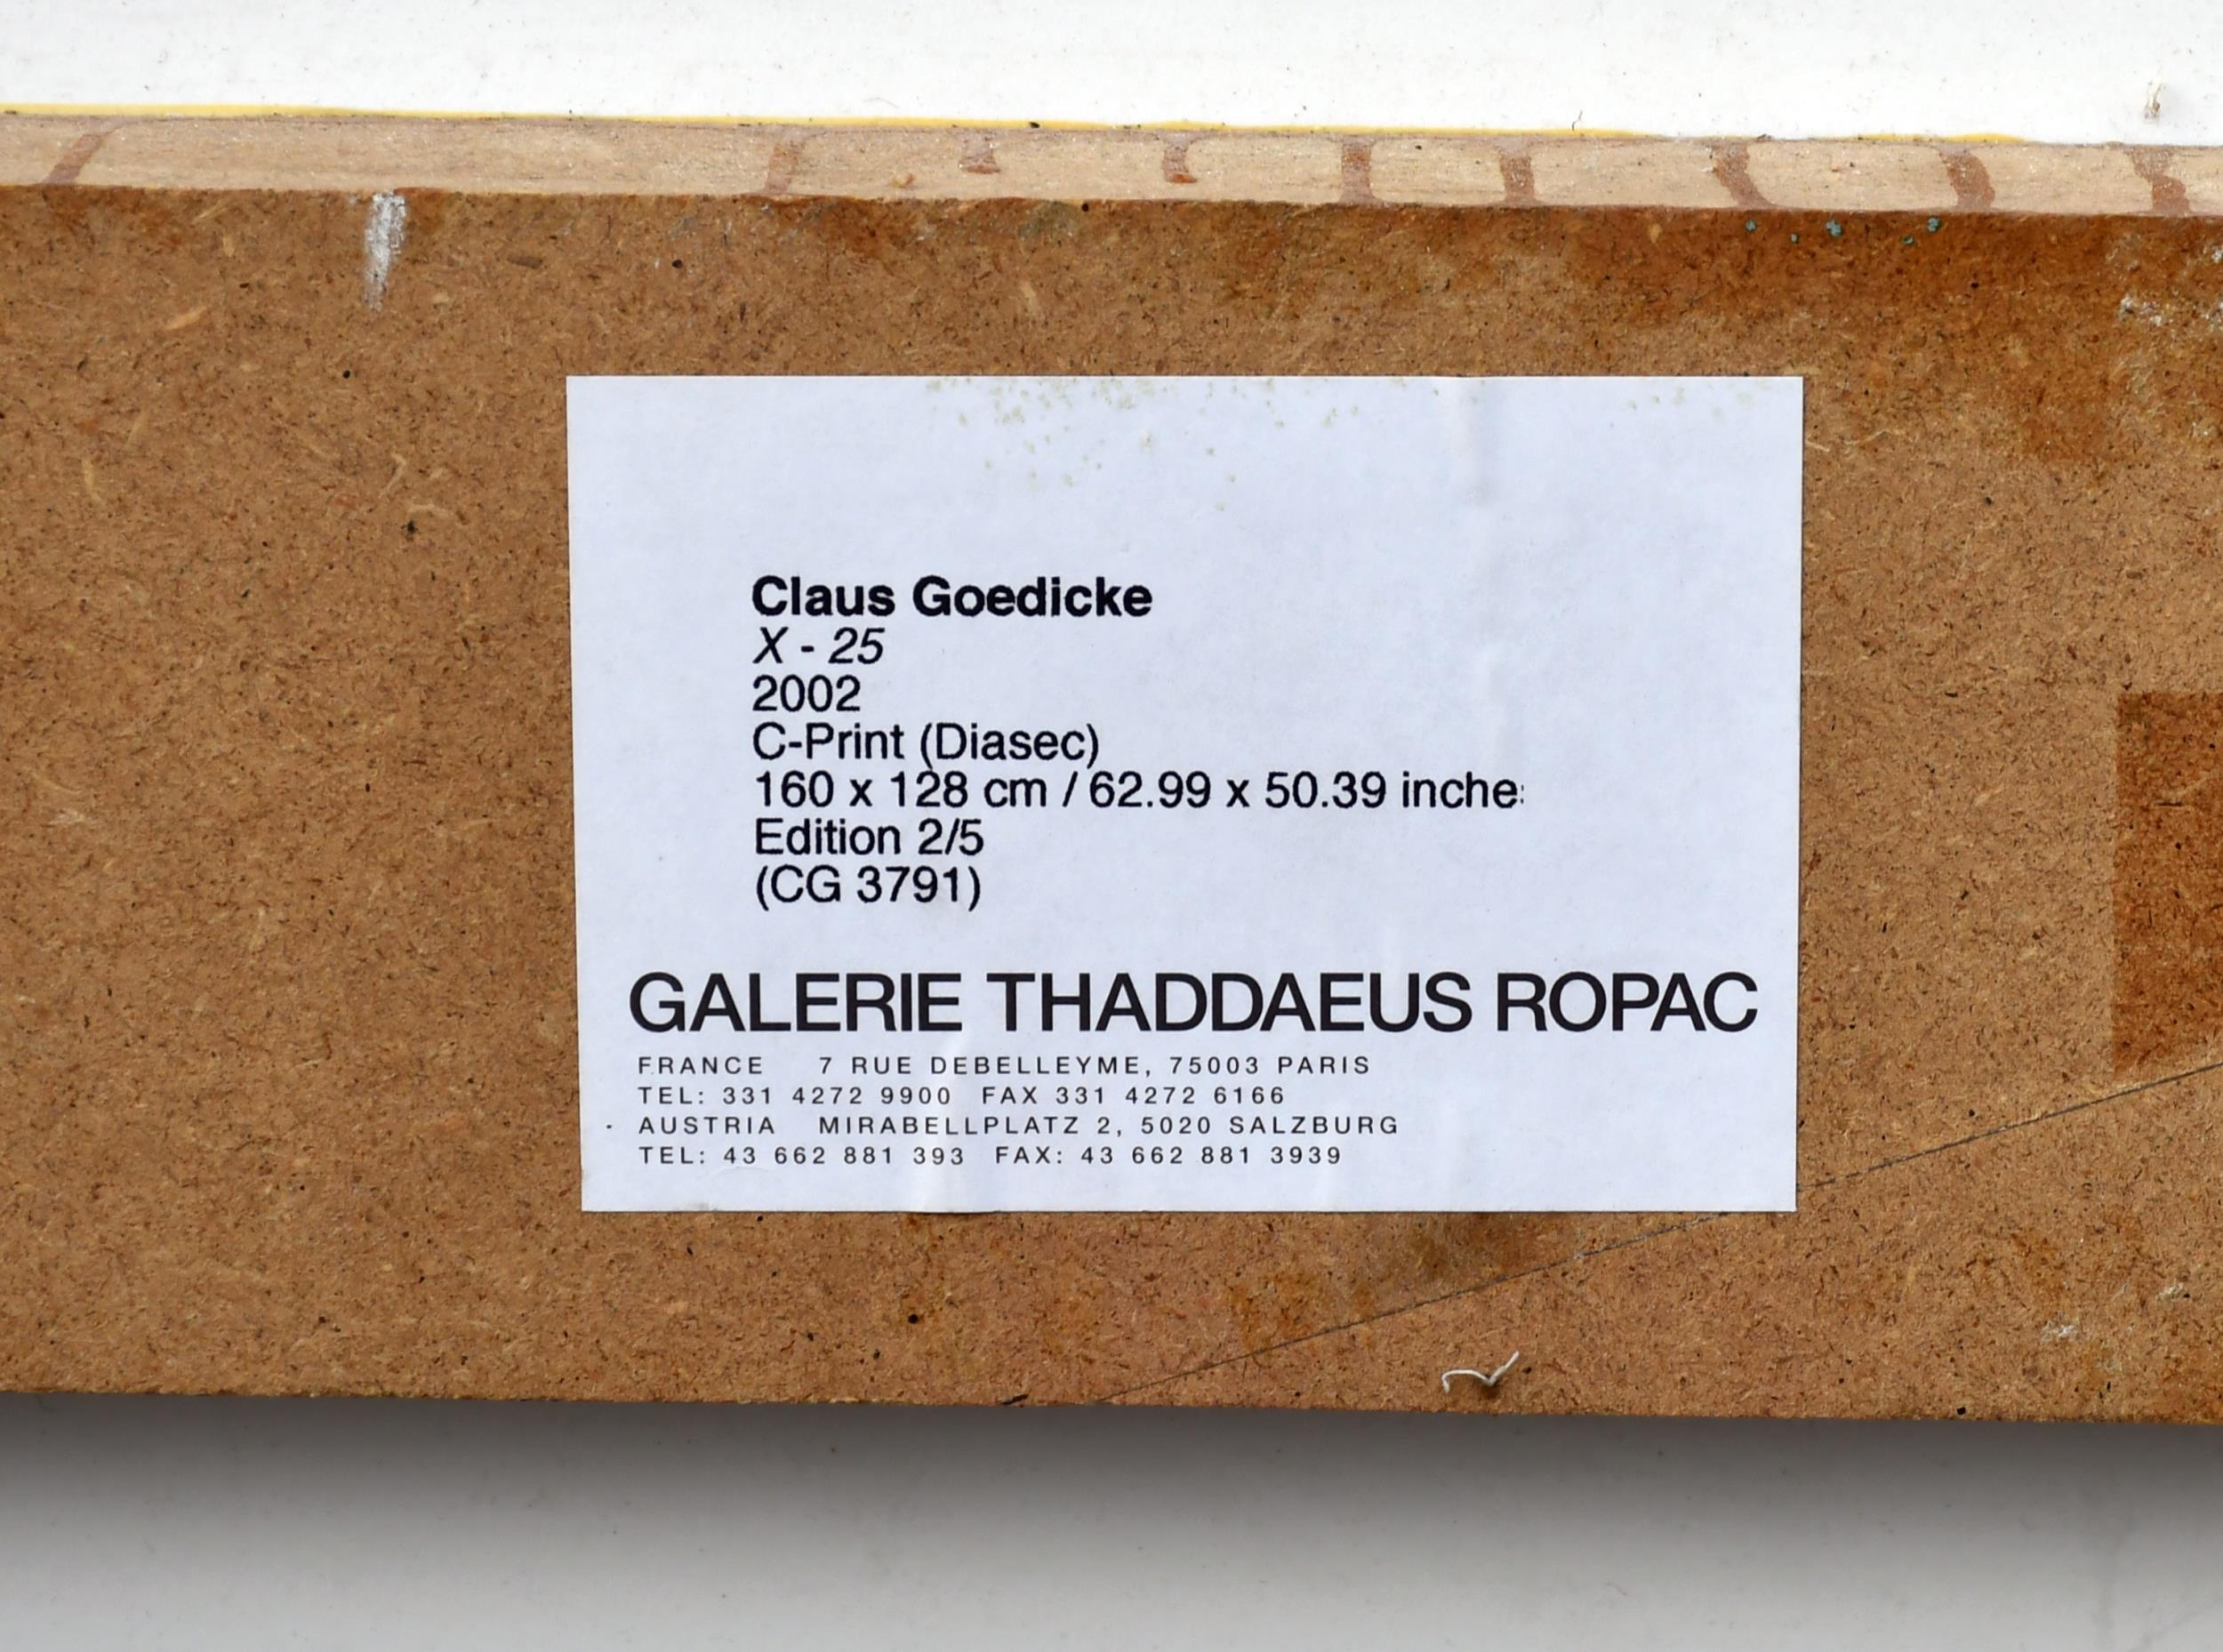 Claus Goedicke
X - 25
2002
C-Print (Diasec)
160 x 128 cm / 62.99 x 50.39 inche
Edition 2/5
(CG 3791)
GALERIE THADDAEUS ROPAC
FRANCE 7 RUE DEBELLEYME, 75003 PARIS
TEL: 331 4272 9900 FAX 331 4272 6166
AUSTRIA MIRABELLPLATZ 2, 5020 SALZBURG
TEL: 43 662 881 393 FAX: 43 662 881 3939